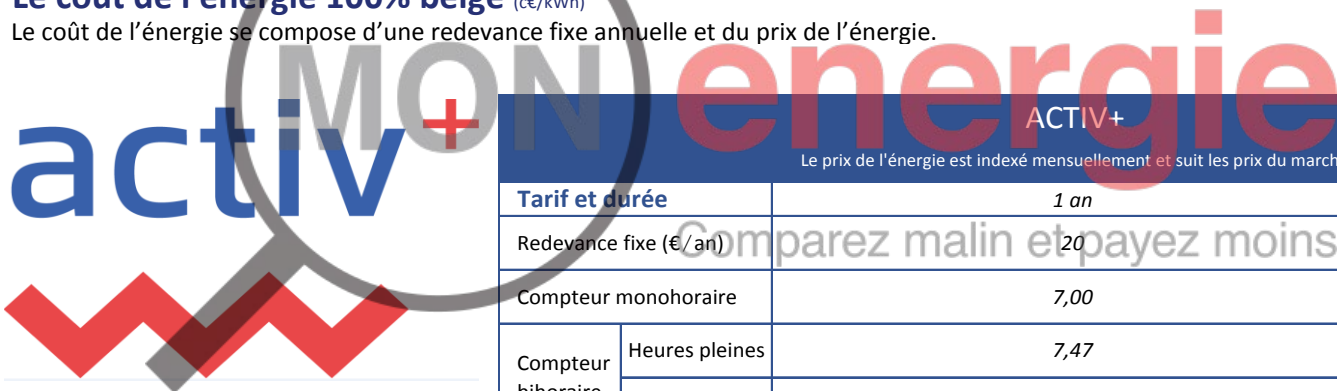 Le coût de l'énergie 100% belge (c€/kWh)
Le coût de l’énergie se compose d’une redevance fixe annuelle et du prix de l’énergie.
MON energie
activ+
ACTIV+
Le prix de l'énergie est indexé mensuellement et suit les prix du march
Tarif et durée
1 an
Comparez malin et payez moins
Redevance fixe (€/an)
20
Compteur monohoraire
7,00
Compteur
Heures pleines
7,47
bihoraire